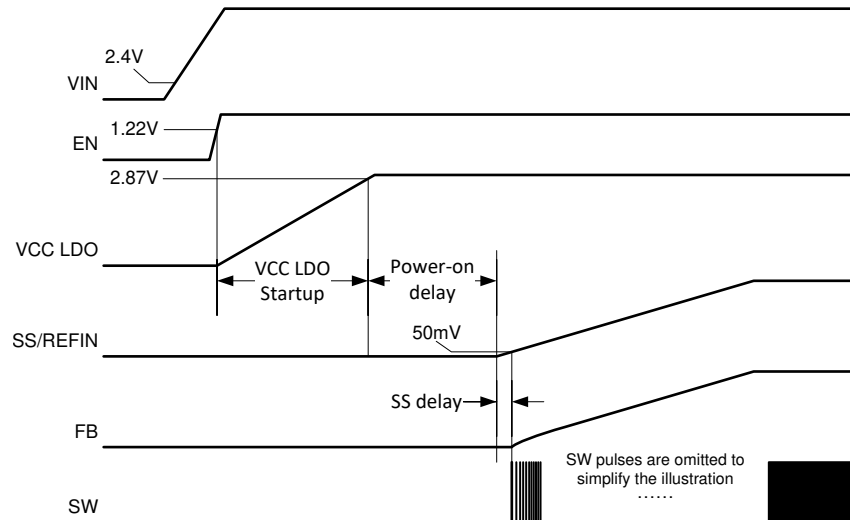 2.4V
VIN
1.22V
EN
2.87V
VCC LDO
VCC LDO
Startup
Power-on
delay
50mV
SS/REFIN
SS delay
FB
SW pulses are omitted to
simplify the illustration
......
SW